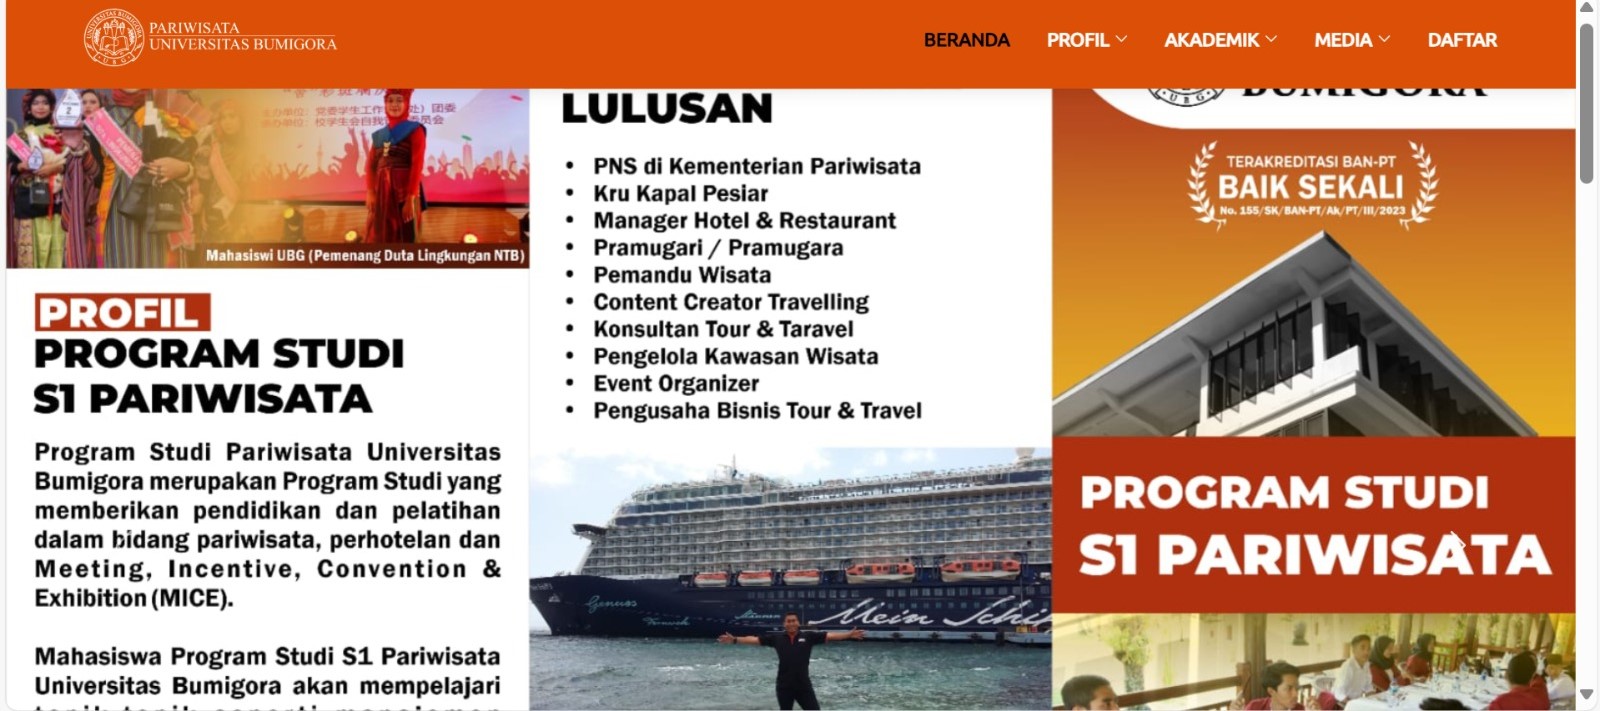 PARIWISATA
UNIVERSITAS BUMIGORA
BERANDA
PROFIL
AKADEMIK
MEDIA
DAFTAR
Mahasiswi UBG (Pemenang Duta Lingkungan NTB)
PROFIL
PROGRAM STUDI
S1 PARIWISATA
Program Studi Pariwisata Universitas
Bumigora merupakan Program Studi yang
memberikan pendidikan dan pelatihan
dalam bidang pariwisata, perhotelan dan
Meeting, Incentive, Convention &
Exhibition (MICE).
Mahasiswa Program Studi S1 Pariwisata
Universitas Bumigora akan mempelajari
LULUSAN
• PNS di Kementerian Pariwisata
• Kru Kapal Pesiar
• Manager Hotel & Restaurant
• Pramugari / Pramugara
• Pemandu Wisata
• Content Creator Travelling
• Konsultan Tour & Taravel
• Pengelola Kawasan Wisata
• Event Organizer
• Pengusaha Bisnis Tour & Travel
Genuss
Mein Schi
BUMIGORA
TERAKREDITASI BAN-PT
BAIK SEKALI
No. 155/SK/BAN-PT/Ak/PT/III/2023
PROGRAM STUDI
S1 PARIWISATA